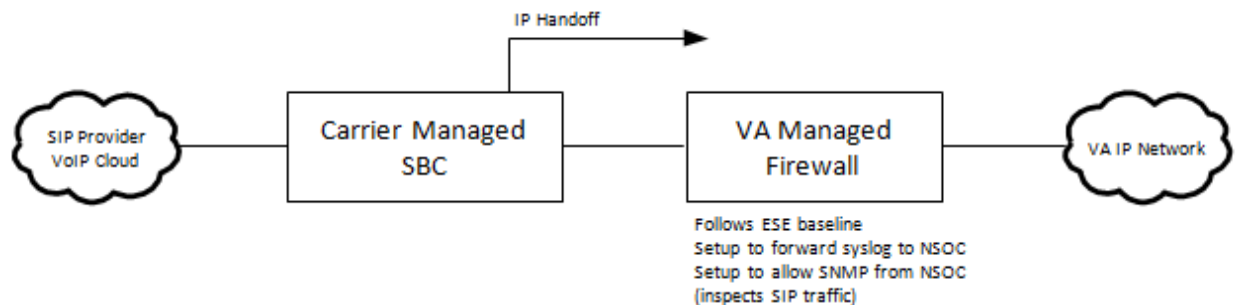 IP Handoff
SIP Provider
VoIP Cloud
Carrier Managed
SBC
VA Managed
Firewall
VA IP Network
Follows ESE baseline
Setup to forward syslog to NSOC
Setup to allow SNMP from NSOC
(inspects SIP traffic)